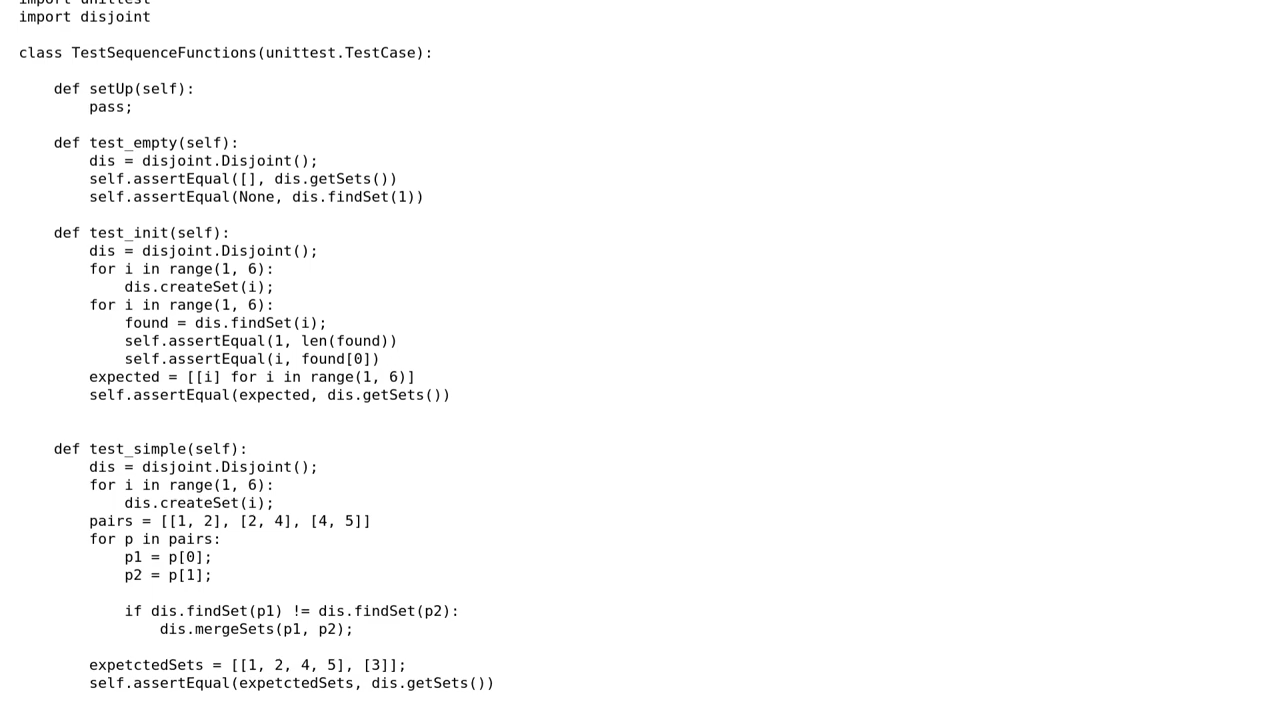 import unittest
import disjoint

class TestSequenceFunctions(unittest.TestCase):

    def setUp(self):
        pass;

    def test_empty(self):
        dis = disjoint.Disjoint();
        self.assertEqual([], dis.getSets())
        self.assertEqual(None, dis.findSet(1))

    def test_init(self):
        dis = disjoint.Disjoint();
        for i in range(1, 6):
            dis.createSet(i);
        for i in range(1, 6):
            found = dis.findSet(i);
            self.assertEqual(1, len(found))
            self.assertEqual(i, found[0])
        expected = [[i] for i in range(1, 6)]
        self.assertEqual(expected, dis.getSets())


    def test_simple(self):
        dis = disjoint.Disjoint();
        for i in range(1, 6):
            dis.createSet(i);
        pairs = [[1, 2], [2, 4], [4, 5]]
        for p in pairs:
            p1 = p[0];
            p2 = p[1];

            if dis.findSet(p1) != dis.findSet(p2):
                dis.mergeSets(p1, p2);

        expetctedSets = [[1, 2, 4, 5], [3]];
        self.assertEqual(expetctedSets, dis.getSets())